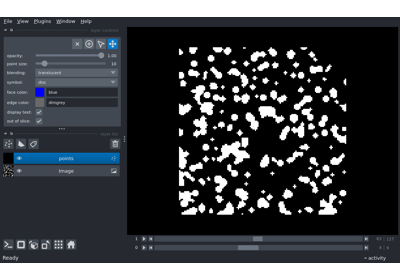 File View Plugins Window Help
opacity: 1.00
point size: 10
blending: translucent
symbol: disc
face color: blue
edge color: dimgrey
display text:
out of slice:
points
Image
1
0
Ready
activity